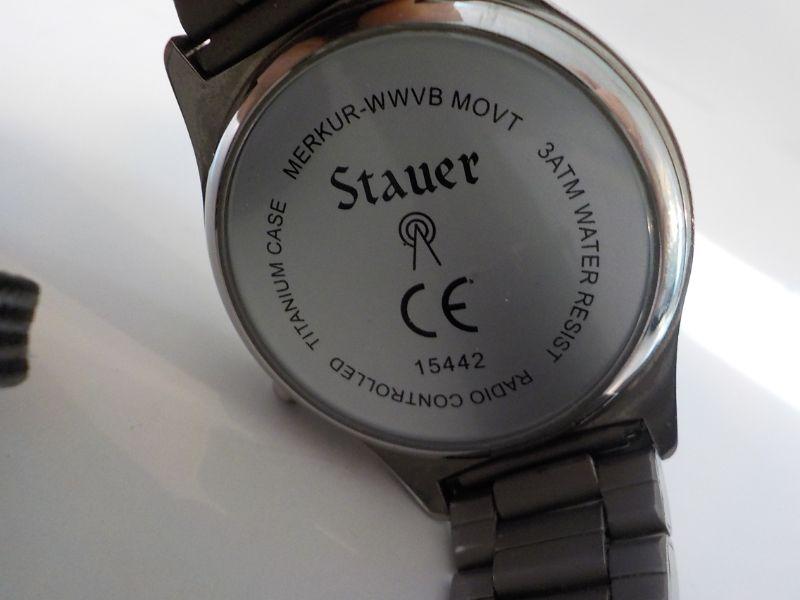 MERKUR-WWVB MOVT
3ATM WATER RESIST
RADIO CONTROLLED
TITANIUM CASE
Stauer
CE
15442